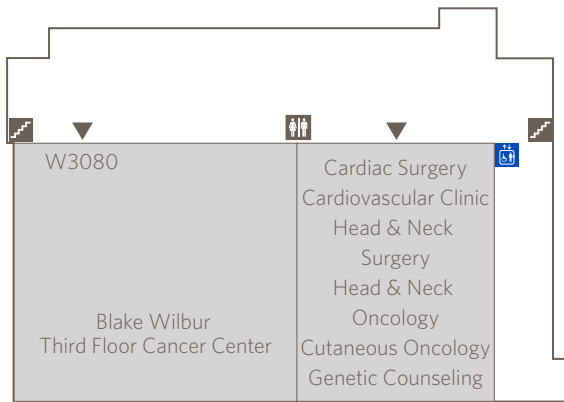 W3080
Blake Wilbur
Third Floor Cancer Center
Cardiac Surgery
Cardiovascular Clinic
Head & Neck
Surgery
Head & Neck
Oncology
Cutaneous Oncology
Genetic Counseling